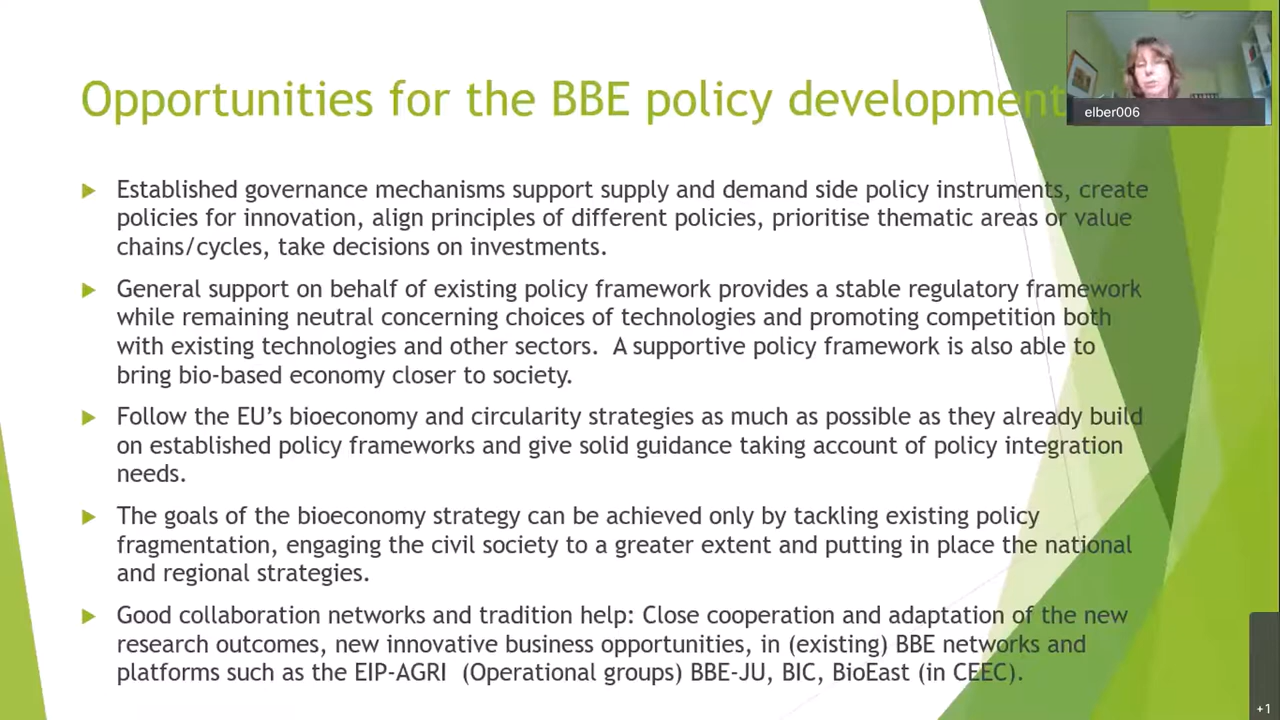 Opportunities for the BBE policy development
elber006
Established governance mechanisms support supply and demand side policy instruments, create
policies for innovation, align principles of different policies, prioritise thematic areas or value
chains/cycles, take decisions on investments.
General support on behalf of existing policy framework provides a stable regulatory framework
while remaining neutral concerning choices of technologies and promoting competition both
with existing technologies and other sectors. A supportive policy framework is also able to
bring bio-based economy closer to society.
Follow the EU's bioeconomy and circularity strategies as much as possible as they already build
on established policy frameworks and give solid guidance taking account of policy integration
needs.
The goals of the bioeconomy strategy can be achieved only by tackling existing policy
fragmentation, engaging the civil society to a greater extent and putting in place the national
and regional strategies.
Good collaboration networks and tradition help: Close cooperation and adaptation of the new
research outcomes, new innovative business opportunities, in (existing) BBE networks and
platforms such as the EIP-AGRI (Operational groups) BBE-JU, BIC, BioEast (in CEEC).
+1